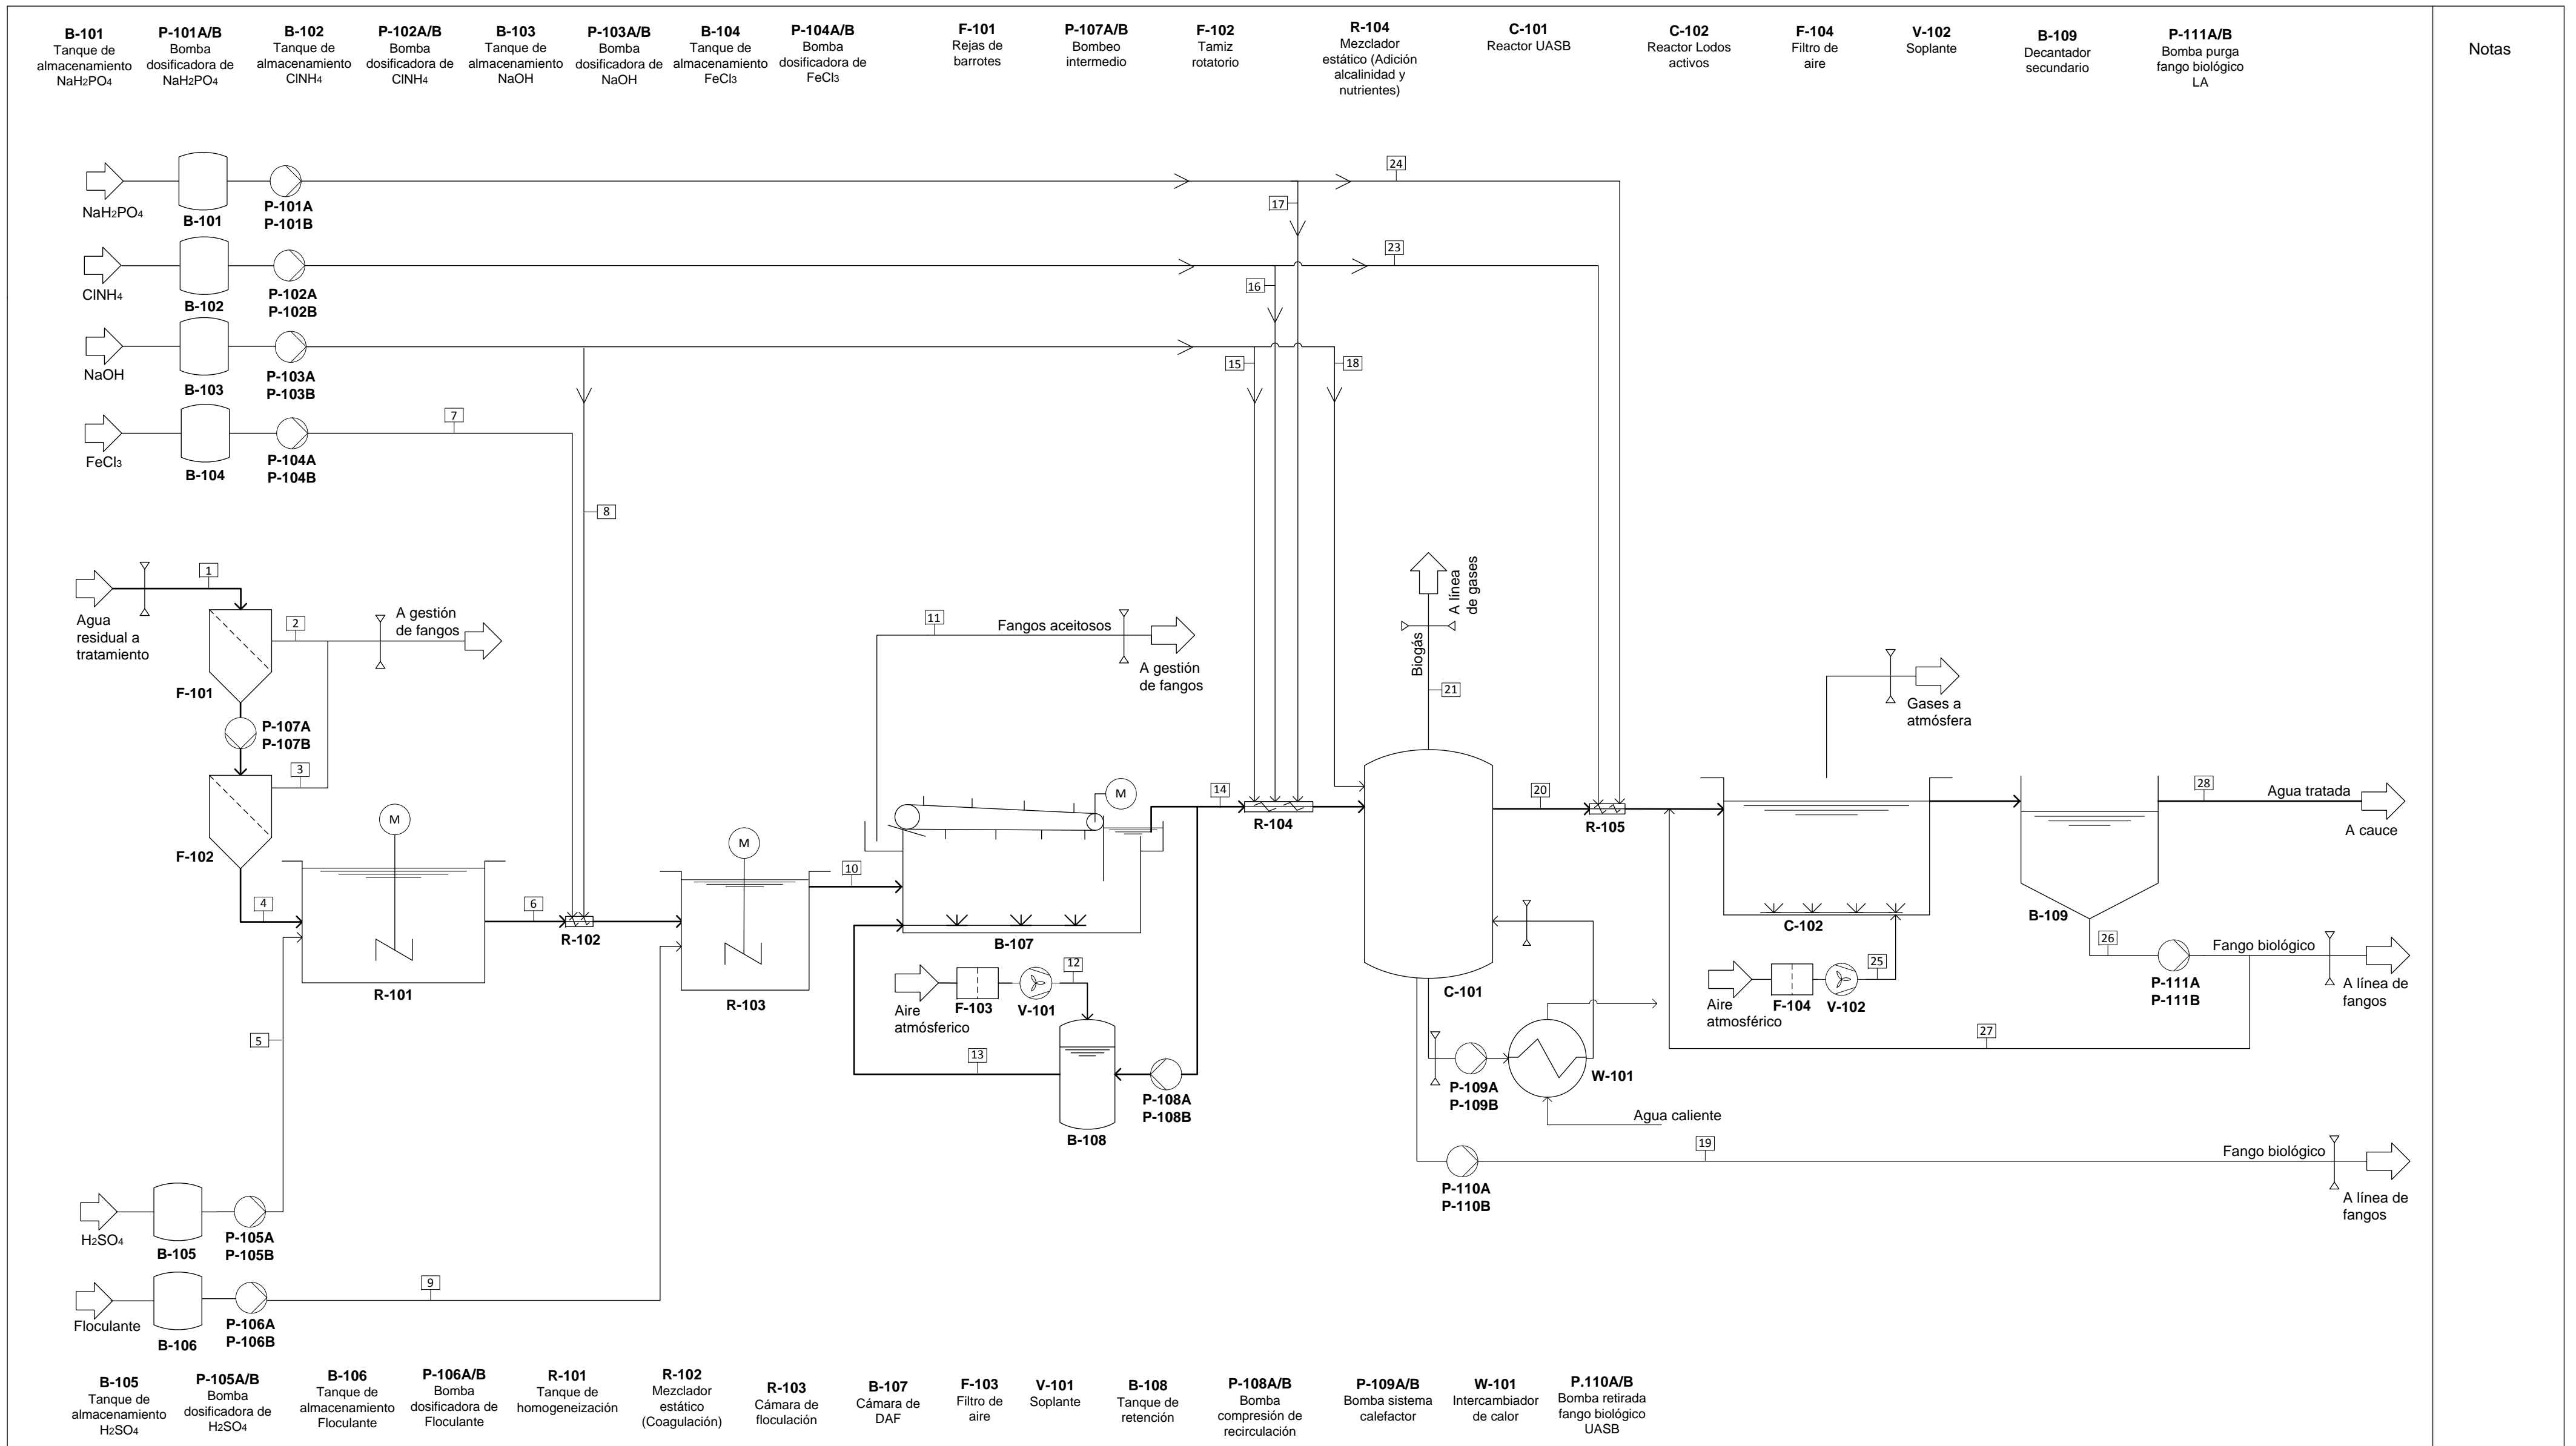 B-101
Tanque de
almacenamiento
NaH2PO4
P-101A/B
Bomba
dosificadora de
NaH2PO4
B-102
Tanque de
almacenamiento
ClNH4
P-102A/B
Bomba
dosificadora de
ClNH4
B-103
Tanque de
almacenamiento
NaOH
P-103A/B
Bomba
dosificadora de
NaOH
B-104
Tanque de
almacenamiento
FeCl3
P-104A/B
Bomba
dosificadora de
FeCl3
F-101
Rejas de
barrotes
P-107A/B
Bombeo
intermedio
F-102
Tamiz
rotatorio
R-104
Mezclador
estático (Adición
alcalinidad y
nutrientes)
C-101
Reactor UASB
C-102
Reactor Lodos
activos
F-104
Filtro de
aire
V-102
Soplante
B-109
Decantador
secundario
P-111A/B
Bomba purga
fango biológico
LA
Notas
NaH2PO4
B-101
P-101A
P-101B
24
17
ClNH4
B-102
P-102A
P-102B
23
16
NaOH
B-103
P-103A
P-103B
15
18
FeCl3
B-104
P-104A
P-104B
7
8
Agua
residual a
tratamiento
1
2
A gestión
de fangos
F-101
P-107A
P-107B
3
F-102
4
M
R-101
5
6
R-102
M
R-103
10
11
Fangos aceitosos
A gestión
de fangos
M
B-107
Aire
atmósferico
F-103
V-101
12
13
B-108
P-108A
P-108B
14
R-104
Biogás
A línea
de gases
21
C-101
P-109A
P-109B
W-101
Agua caliente
P-110A
P-110B
19
Fango biológico
A línea de
fangos
20
R-105
Gases a
atmósfera
C-102
Aire
atmosférico
F-104
V-102
25
B-109
28
Agua tratada
A cauce
26
P-111A
P-111B
Fango biológico
A línea de
fangos
27
H2SO4
B-105
P-105A
P-105B
Floculante
B-106
P-106A
P-106B
9
B-105
Tanque de
almacenamiento
H2SO4
P-105A/B
Bomba
dosificadora de
H2SO4
B-106
Tanque de
almacenamiento
Floculante
P-106A/B
Bomba
dosificadora de
Floculante
R-101
Tanque de
homogeneización
R-102
Mezclador
estático
(Coagulación)
R-103
Cámara de
floculación
B-107
Cámara de
DAF
F-103
Filtro de
aire
V-101
Soplante
B-108
Tanque de
retención
P-108A/B
Bomba
compresión de
recirculación
P-109A/B
Bomba sistema
calefactor
W-101
Intercambiador
de calor
P.110A/B
Bomba retirada
fango biológico
UASB